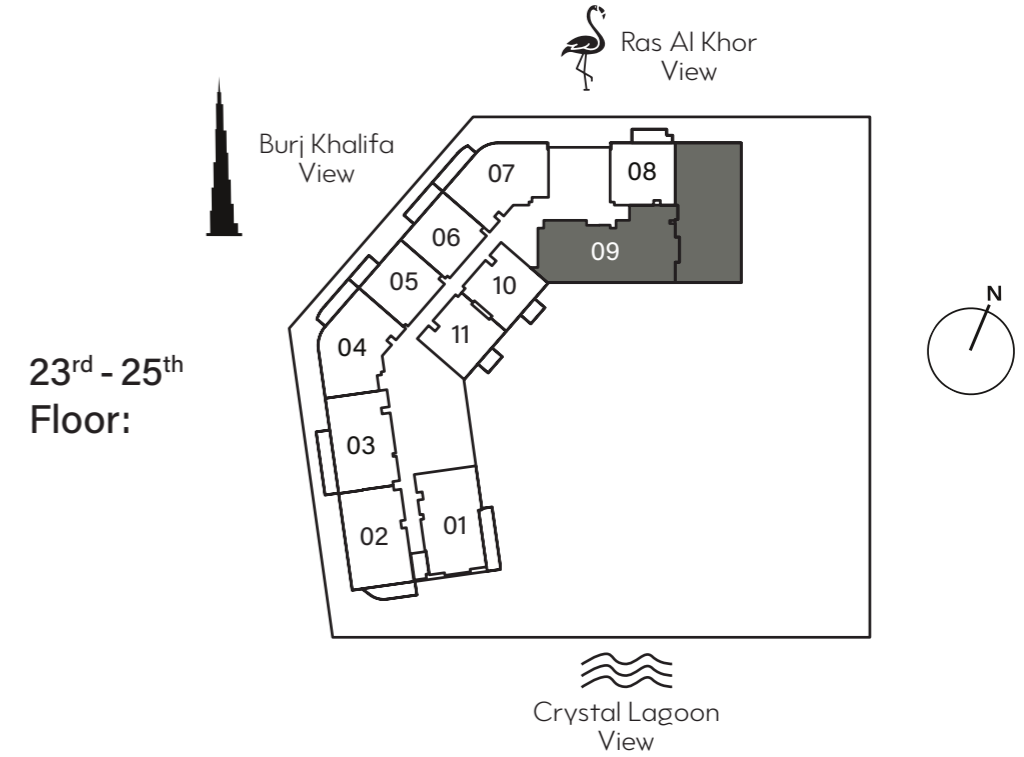 Ras Al Khor
View
Burj Khalifa
View
07
08
06
09
05
10
11
04
N
23rd - 25th
Floor:
03
02
01
Crystal Lagoon
View